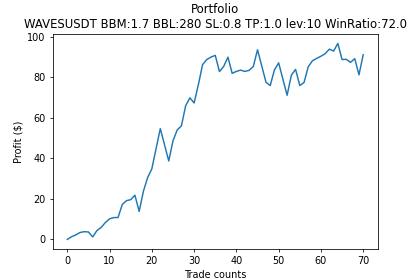 Portfolio
WAVESUSDT BBM:1.7 BBL:280 SL:0.8 TP:1.0 lev:10 WinRatio:72.0
100
80
60
40
20
0
Profit ($)
0 10 20 30 40 50 60 70
Trade counts